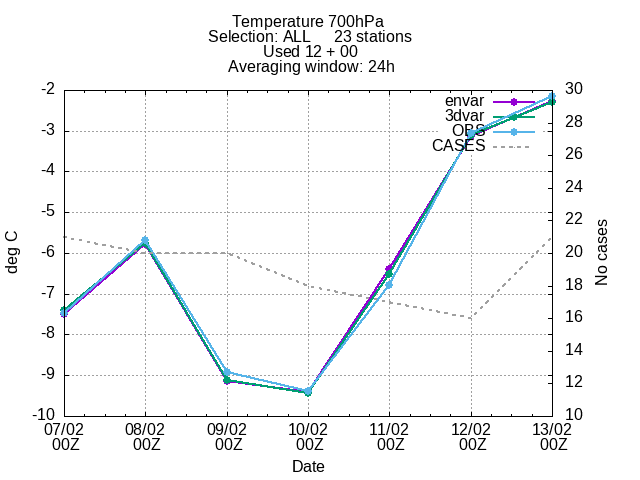 Temperature 700hPa
Selection: ALL 23 stations
Used 12 + 00
Averaging window: 24h
-2
-3
-4
-5
-6
-7
-8
-9
-10
deg C
envar
3dvar
OBS
CASES
30
28
26
24
22
20
18
16
14
12
10
No cases
07/02 08/02 09/02 10/02 11/02 12/02 13/02
00Z 00Z 00Z 00Z 00Z 00Z 00Z
Date